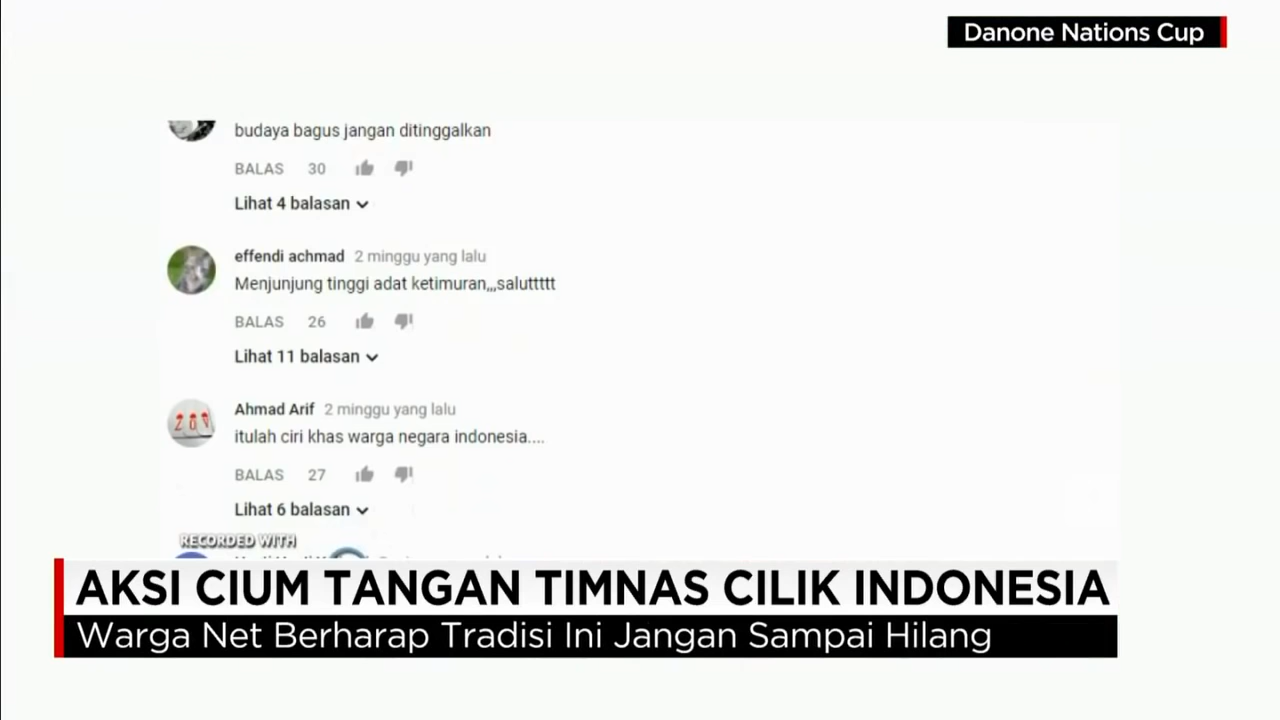 Danone Nations Cup
budaya bagus jangan ditinggalkan
BALAS 30
Lihat 4 balasan
effendi achmad 2 minggu yang lalu
Menjunjung tinggi adat ketimuran,,,saluttttt
BALAS 26
Lihat 11 balasan
Ahmad Arif 2 minggu yang lalu
itulah ciri khas warga negara indonesia....
BALAS 27
Lihat 6 balasan
RECORDED WITH
AKSI CIUM TANGAN TIMNAS CILIK INDONESIA
Warga Net Berharap Tradisi Ini Jangan Sampai Hilang